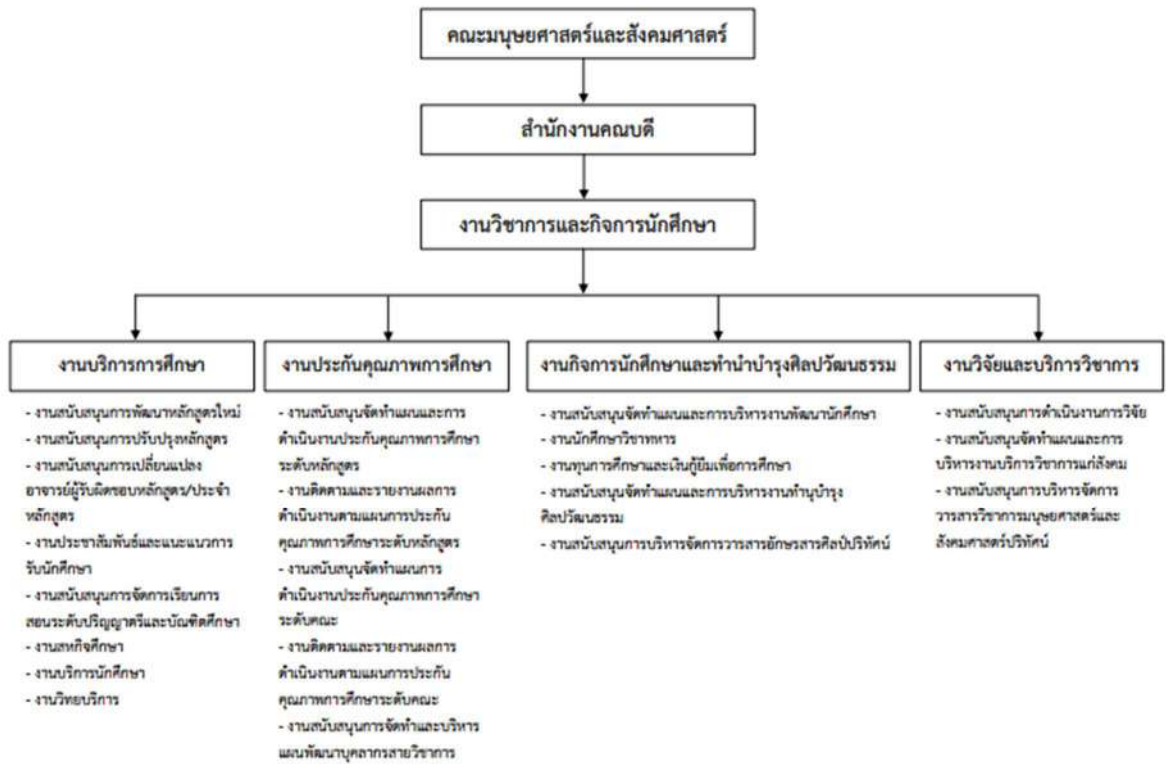 คณะมนุษยศาสตร์และสังคมศาสตร์
สำนักงานคณบดี
งานวิชาการและกิจการนักศึกษา
งานบริการการศึกษา
- งานสนับสนุนการพัฒนาหลักสูตรใหม่
- งานสนับสนุนการปรับปรุงหลักสูตร
- งานสนับสนุนการเปลี่ยนแปลง
อาจารย์ผู้รับผิดชอบหลักสูตร/ประจำ
หลักสูตร
- งานประชาสัมพันธ์และแนะแนวการ
รับนักศึกษา
- งานสนับสนุนการจัดการเรียนการ
สอนระดับปริญญาตรีและบัณฑิตศึกษา
- งานสหกิจศึกษา
- งานบริการนักศึกษา
- งานวิทยบริการ
งานประกันคุณภาพการศึกษา
- งานสนับสนุนจัดทำแผนและการ
ดำเนินงานประกันคุณภาพการศึกษา
ระดับหลักสูตร
- งานติดตามและรายงานผลการ
ดำเนินงานตามแผนการประกัน
คุณภาพการศึกษาระดับหลักสูตร
- งานสนับสนุนจัดทำแผนการ
ดำเนินงานประกันคุณภาพการศึกษา
ระดับคณะ
- งานติดตามและรายงานผลการ
ดำเนินงานตามแผนการประกัน
คุณภาพการศึกษาระดับคณะ
- งานสนับสนุนการจัดทำและบริหาร
แผนพัฒนาบุคลากรสายวิชาการ
งานกิจการนักศึกษาและทำนำบำรุงศิลปวัฒนธรรม
- งานสนับสนุนจัดทำแผนและการบริหารงานพัฒนานักศึกษา
- งานนักศึกษาวิชาทหาร
- งานทุนการศึกษาและเงินกู้ยืมเพื่อการศึกษา
- งานสนับสนุนจัดทำแผนและการบริหารงานทำนุบำรุง
ศิลปวัฒนธรรม
- งานสนับสนุนการบริหารจัดการวารสารอักษรสารศิลป์ปริทัศน์
งานวิจัยและบริการวิชาการ
- งานสนับสนุนการดำเนินงานการวิจัย
- งานสนับสนุนจัดทำแผนและการ
บริหารงานบริการวิชาการแก่สังคม
- งานสนับสนุนการบริหารจัดการ
วารสารวิชาการมนุษยศาสตร์และ
สังคมศาสตร์ปริทัศน์